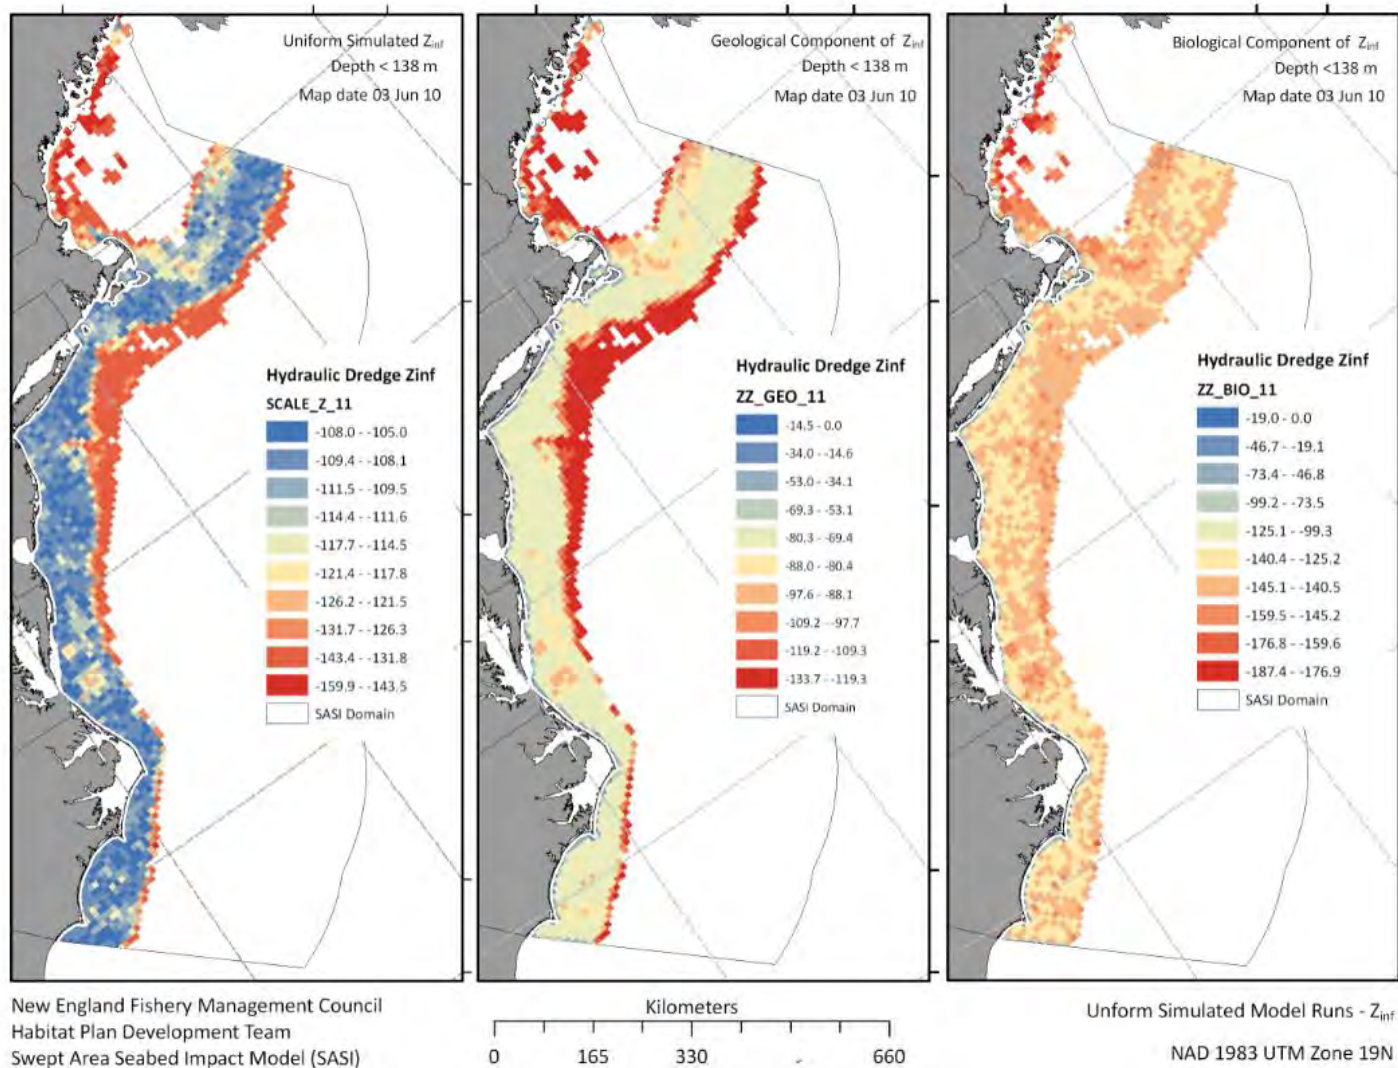 Uniform Simulated Zinf
Depth < 138 m
Map date 03 Jun 10
Hydraulic Dredge Zinf
SCALE_Z_11
-108.0 - -105.0
-109.4 - -108.1
-111.5 - -109.5
-114.4 - -111.6
-117.7 - -114.5
-121.4 - -117.8
-126.2 - -121.5
-131.7 - -126.3
-143.4 - -131.8
-159.9 - -143.5
SASI Domain
Geological Component of Zinf
Depth < 138 m
Map date 03 Jun 10
Hydraulic Dredge Zinf
ZZ_GEO_11
-14.5 - 0.0
-34.0 - -14.6
-53.0 - -34.1
-69.3 - -53.1
-80.3 - -69.4
-88.0 - -80.4
-97.6 - -88.1
-109.2 - -97.7
-119.2 - -109.3
-133.7 - -119.3
SASI Domain
Biological Component of Zinf
Depth <138 m
Map date 03 Jun 10
Hydraulic Dredge Zinf
ZZ_BIO_11
-19.0 - 0.0
-46.7 - -19.1
-73.4 - -46.8
-99.2 - -73.5
-125.1 - -99.3
-140.4 - -125.2
-145.1 - -140.5
-159.5 - -145.2
-176.8 - -159.6
-187.4 - -176.9
SASI Domain
New England Fishery Management Council
Habitat Plan Development Team
Swept Area Seabed Impact Model (SASI)
Kilometers
0 165 330 660
Unform Simulated Model Runs - Zinf
NAD 1983 UTM Zone 19N